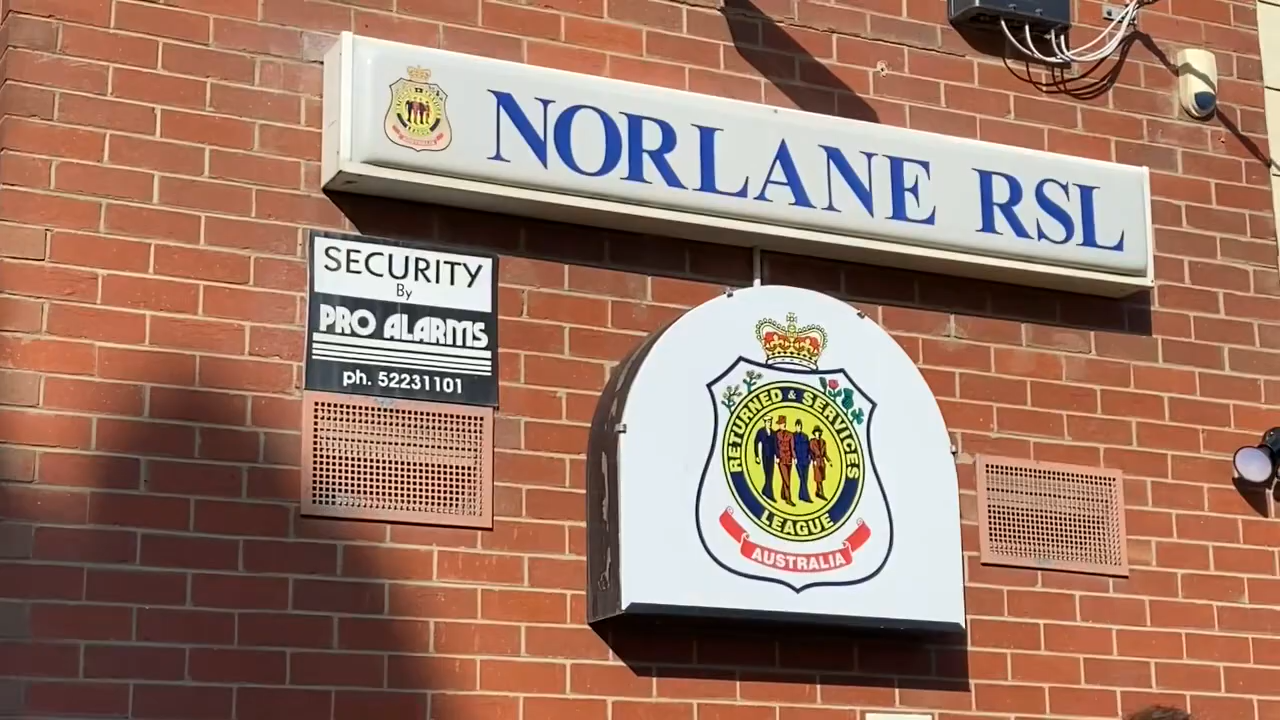 NORLANE RSL
SECURITY
By
PRO ALARMS
ph. 52231101
RETURNED & SERVICES
LEAGUE
AUSTRALIA